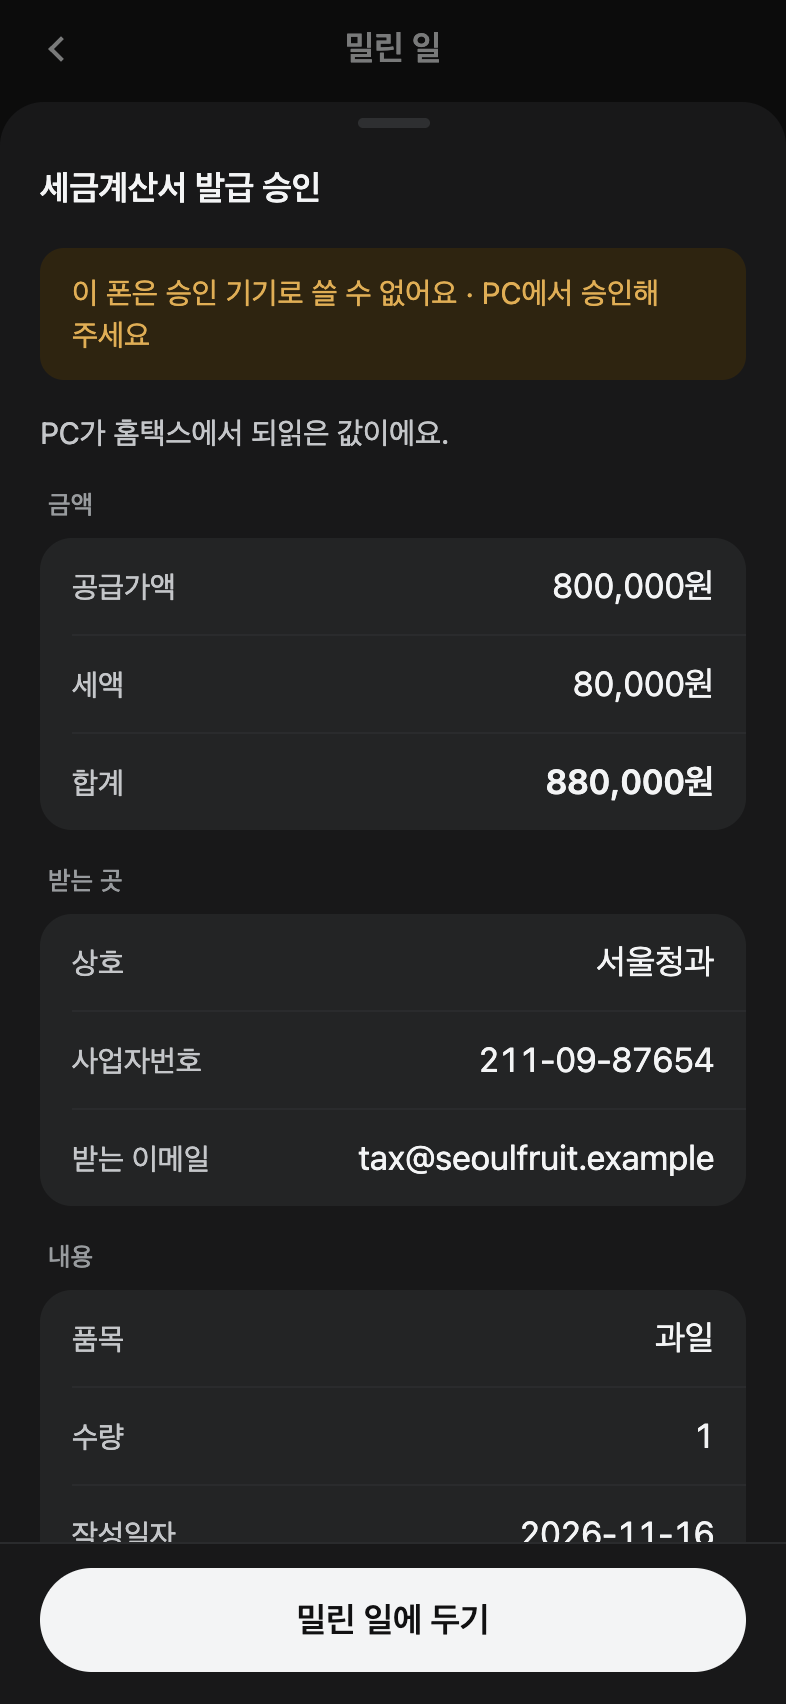 밀린 일
세금계산서 발급 승인
이 폰은 승인 기기로 쓸 수 없어요 · PC에서 승인해
주세요
PC가 홈택스에서 되읽은 값이에요.
금액
공급가액 800,000원
세액 80,000원
합계 880,000원
받는 곳
상호 서울청과
사업자번호 211-09-87654
받는 이메일 tax@seoulfruit.example
내용
품목 과일
수량 1
작성일자 2026-11-16
밀린 일에 두기